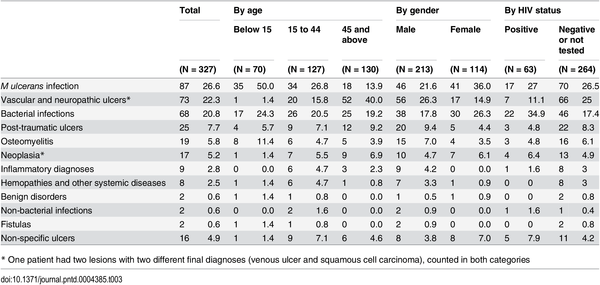 Total By age By gender By HIV status
Below 15 15 to 44 45 and above Male Female Positive Negative or not tested
(N = 327) (N = 70) (N = 127) (N = 130) (N = 213) (N = 114) (N = 63) (N = 264)
M ulcerans infection 87 26.6 35 50.0 34 26.8 18 13.9 46 21.6 41 36.0 17 27 70 26.5
Vascular and neuropathic ulcers* 73 22.3 1 1.4 20 15.8 52 40.0 56 26.3 17 14.9 7 11.1 66 25
Bacterial infections 68 20.8 17 24.3 26 20.5 25 19.2 38 17.8 30 26.3 22 34.9 46 17.4
Post-traumatic ulcers 25 7.7 4 5.7 9 7.1 12 9.2 20 9.4 5 4.4 3 4.8 22 8.3
Osteomyelitis 19 5.8 8 11.4 6 4.7 5 3.9 15 7.0 4 3.5 3 4.8 16 6.1
Neoplasia* 17 5.2 1 1.4 7 5.5 9 6.9 10 4.7 7 6.1 4 6.4 13 4.9
Inflammatory diseases 9 2.8 0 0.0 6 4.7 3 2.3 9 4.2 0 0.0 1 1.6 8 3
Hemopathies and other systemic diseases 8 2.5 1 1.4 6 4.7 1 0.8 7 3.3 1 0.9 0 0 8 3
Benign disorders 2 0.6 1 1.4 1 0.8 0 0.0 1 0.5 1 0.9 0 0 2 0.8
Non-bacterial infections 2 0.6 0 0.0 2 1.6 0 0.0 2 0.9 0 0.0 1 1.6 1 0.4
Fistulas 2 0.6 1 1.4 1 0.8 0 0.0 2 0.9 0 0.0 0 0 2 0.8
Non-specific ulcers 16 4.9 1 1.4 9 7.1 6 4.6 8 3.8 8 7.0 5 7.9 11 4.2
* One patient had two lesions with two different final diagnoses (venous ulcer and squamous cell carcinoma), counted in both categories
doi:10.1371/journal.pntd.0004385.t003